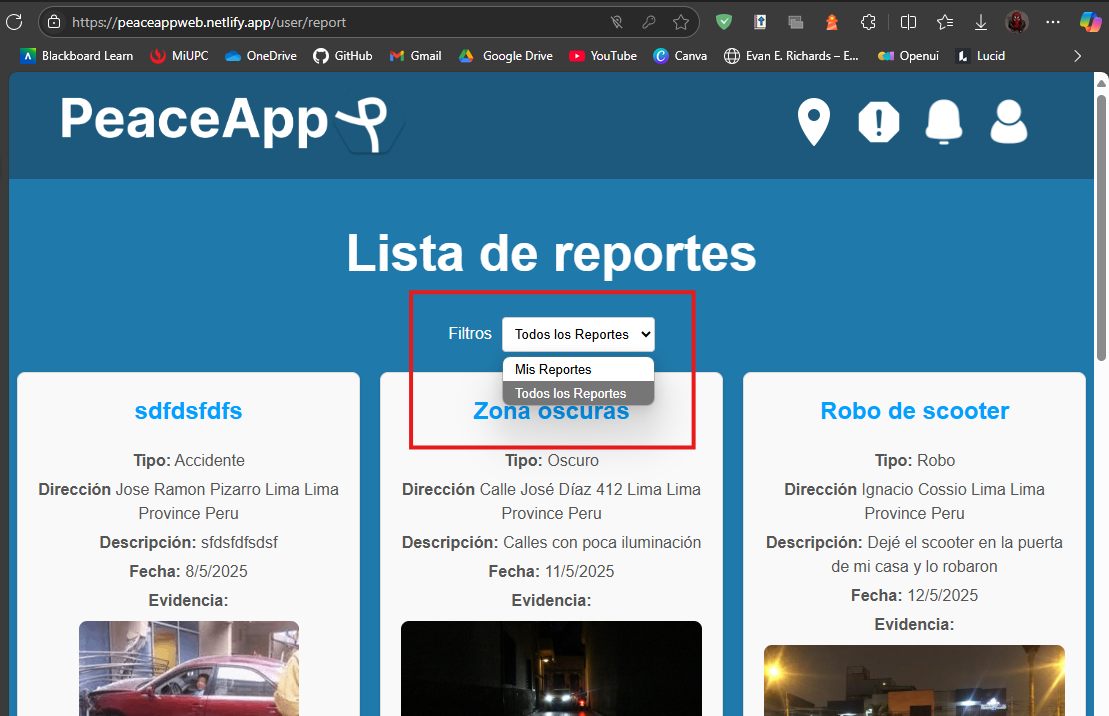 https://peaceappweb.netlify.app/user/report
Blackboard Learn MiUPC OneDrive GitHub Gmail Google Drive YouTube Canva Evan E. Richards – E... Openui Lucid
PeaceApp
Lista de reportes
Filtros Todos los Reportes
Mis Reportes
Todos los Reportes
sdfdsfdfs
Tipo: Accidente
Dirección Jose Ramon Pizarro Lima Lima
Province Peru
Descripción: sfdsfdfsdsf
Fecha: 8/5/2025
Evidencia:
Zona oscuras
Tipo: Oscuro
Dirección Calle José Díaz 412 Lima Lima
Province Peru
Descripción: Calles con poca iluminación
Fecha: 11/5/2025
Evidencia:
Robo de scooter
Tipo: Robo
Dirección Ignacio Cossio Lima Lima
Province Peru
Descripción: Dejé el scooter en la puerta
de mi casa y lo robaron
Fecha: 12/5/2025
Evidencia: